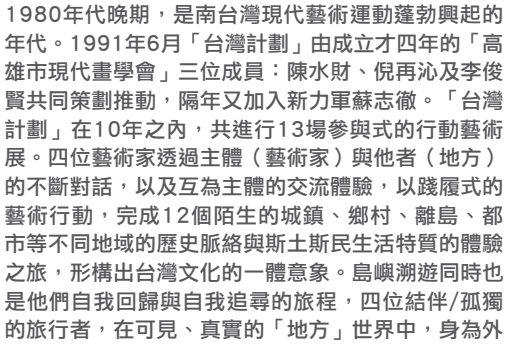 1980年代晚期，是南台灣現代藝術運動蓬勃興起的
年代。1991年6月「台灣計劃」由成立才四年的「高
雄市現代畫學會」三位成員：陳水財、倪再沁及李俊
賢共同策劃推動，隔年又加入新力軍蘇志徹。「台灣
計劃」在10年之內，共進行13場參與式的行動藝術
展。四位藝術家透過主體（藝術家）與他者（地方）
的不斷對話，以及互為主體的交流體驗，以踐履式的
藝術行動，完成12個陌生的城鎮、鄉村、離島、都
市等不同地域的歷史脈絡與斯土斯民生活特質的體驗
之旅，形構出台灣文化的一體意象。島嶼溯遊同時也
是他們自我回歸與自我追尋的旅程，四位結伴/孤獨
的旅行者，在可見、真實的「地方」世界中，身為外